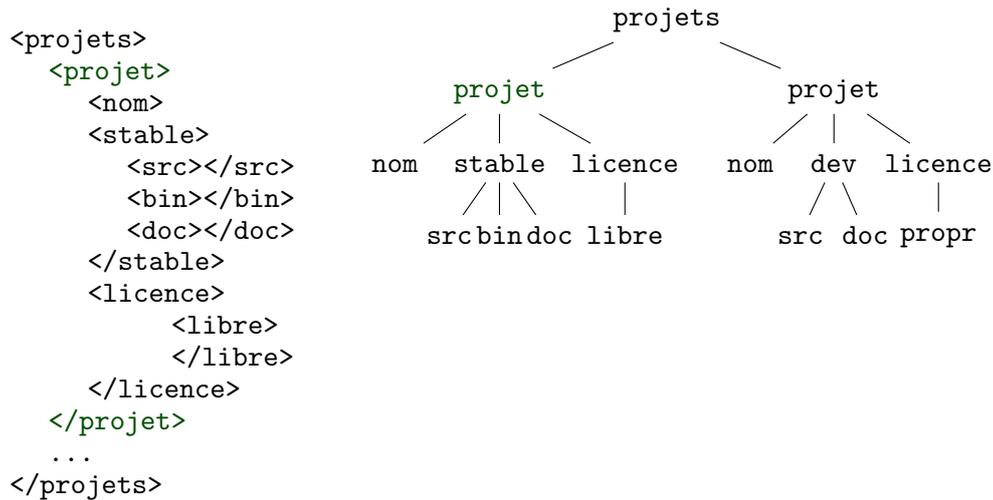 <projets>
<projet>
<nom>
<stable>
<src></src>
<bin></bin>
<doc></doc>
</stable>
<licence>
<libre>
</libre>
</licence>
</projet>
...
</projets>
projets
projet projet
nom stable licence nom dev licence
src bin doc libre src doc propr